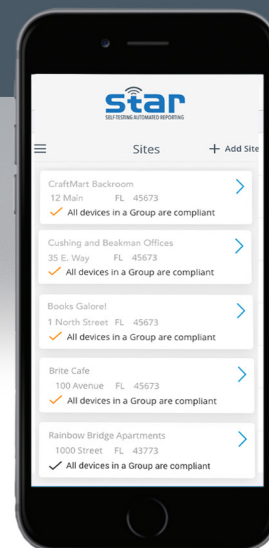 star
SELF-TESTING AUTOMATED REPORTING
Sites + Add Site
CraftMart Backroom
12 Main FL 45673
All devices in a Group are compliant
Cushing and Beakman Offices
35 E. Way FL 45673
All devices in a Group are compliant
Books Galore!
1 North Street FL 45673
All devices in a Group are compliant
Brite Cafe
100 Avenue FL 45673
All devices in a Group are compliant
Rainbow Bridge Apartments
1000 Street FL 43773
All devices in a Group are compliant